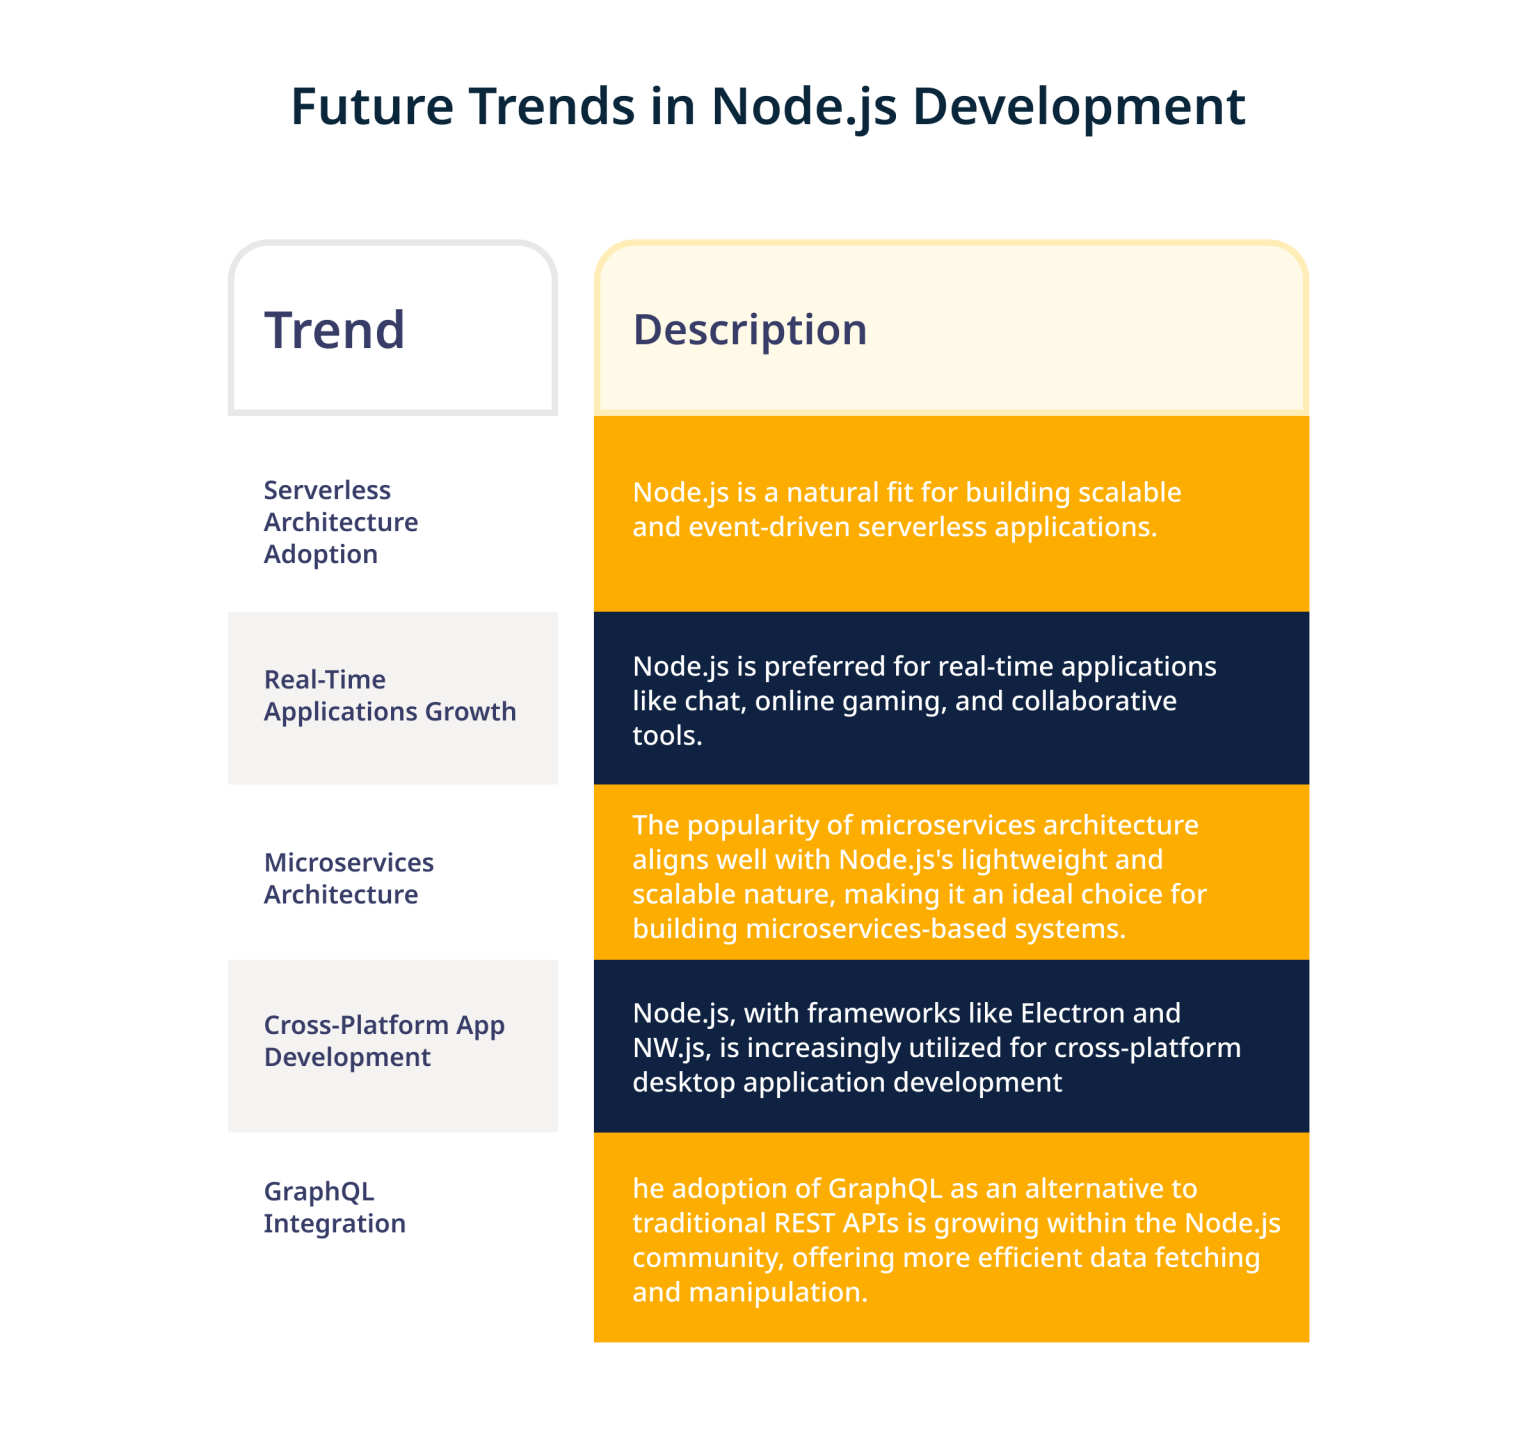 Future Trends in Node.js Development
Trend
Description
Serverless
Architecture
Adoption
Node.js is a natural fit for building scalable
and event-driven serverless applications.
Real-Time
Applications Growth
Node.js is preferred for real-time applications
like chat, online gaming, and collaborative
tools.
Microservices
Architecture
The popularity of microservices architecture
aligns well with Node.js's lightweight and
scalable nature, making it an ideal choice for
building microservices-based systems.
Cross-Platform App
Development
Node.js, with frameworks like Electron and
NW.js, is increasingly utilized for cross-platform
desktop application development
GraphQL
Integration
he adoption of GraphQL as an alternative to
traditional REST APIs is growing within the Node.js
community, offering more efficient data fetching
and manipulation.